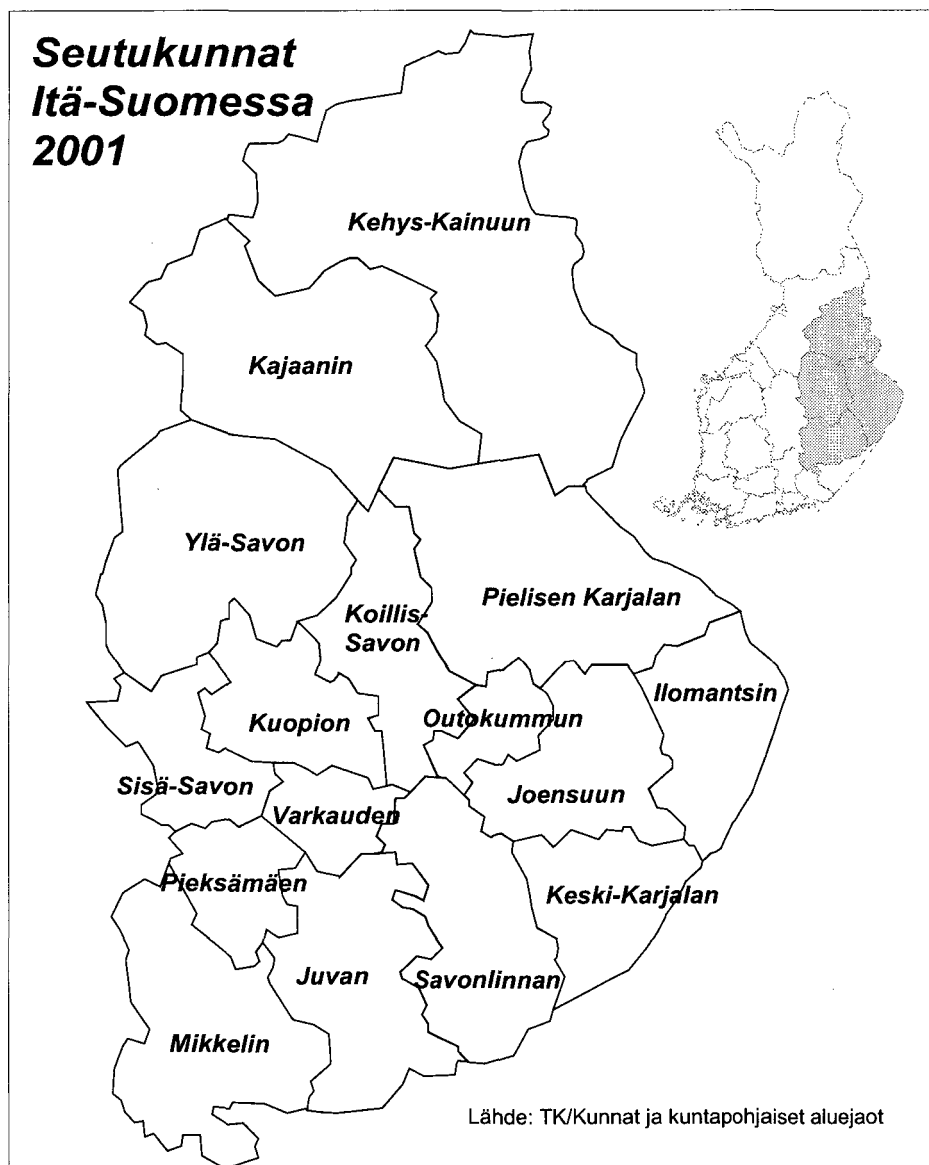 Seutukunnat
Itä-Suomessa
2001
Kehys-Kainuun
Kajaanin
Ylä-Savon
Pielisen Karjalan
Koillis-
Savon
Ilomantsin
Kuopion
Outokummun
Sisä-Savon
Joensuun
Varkauden
Pieksämäen
Keski-Karjalan
Juvan
Savonlinnan
Mikkelin
Lähde: TK/Kunnat ja kuntapohjaiset aluejaot